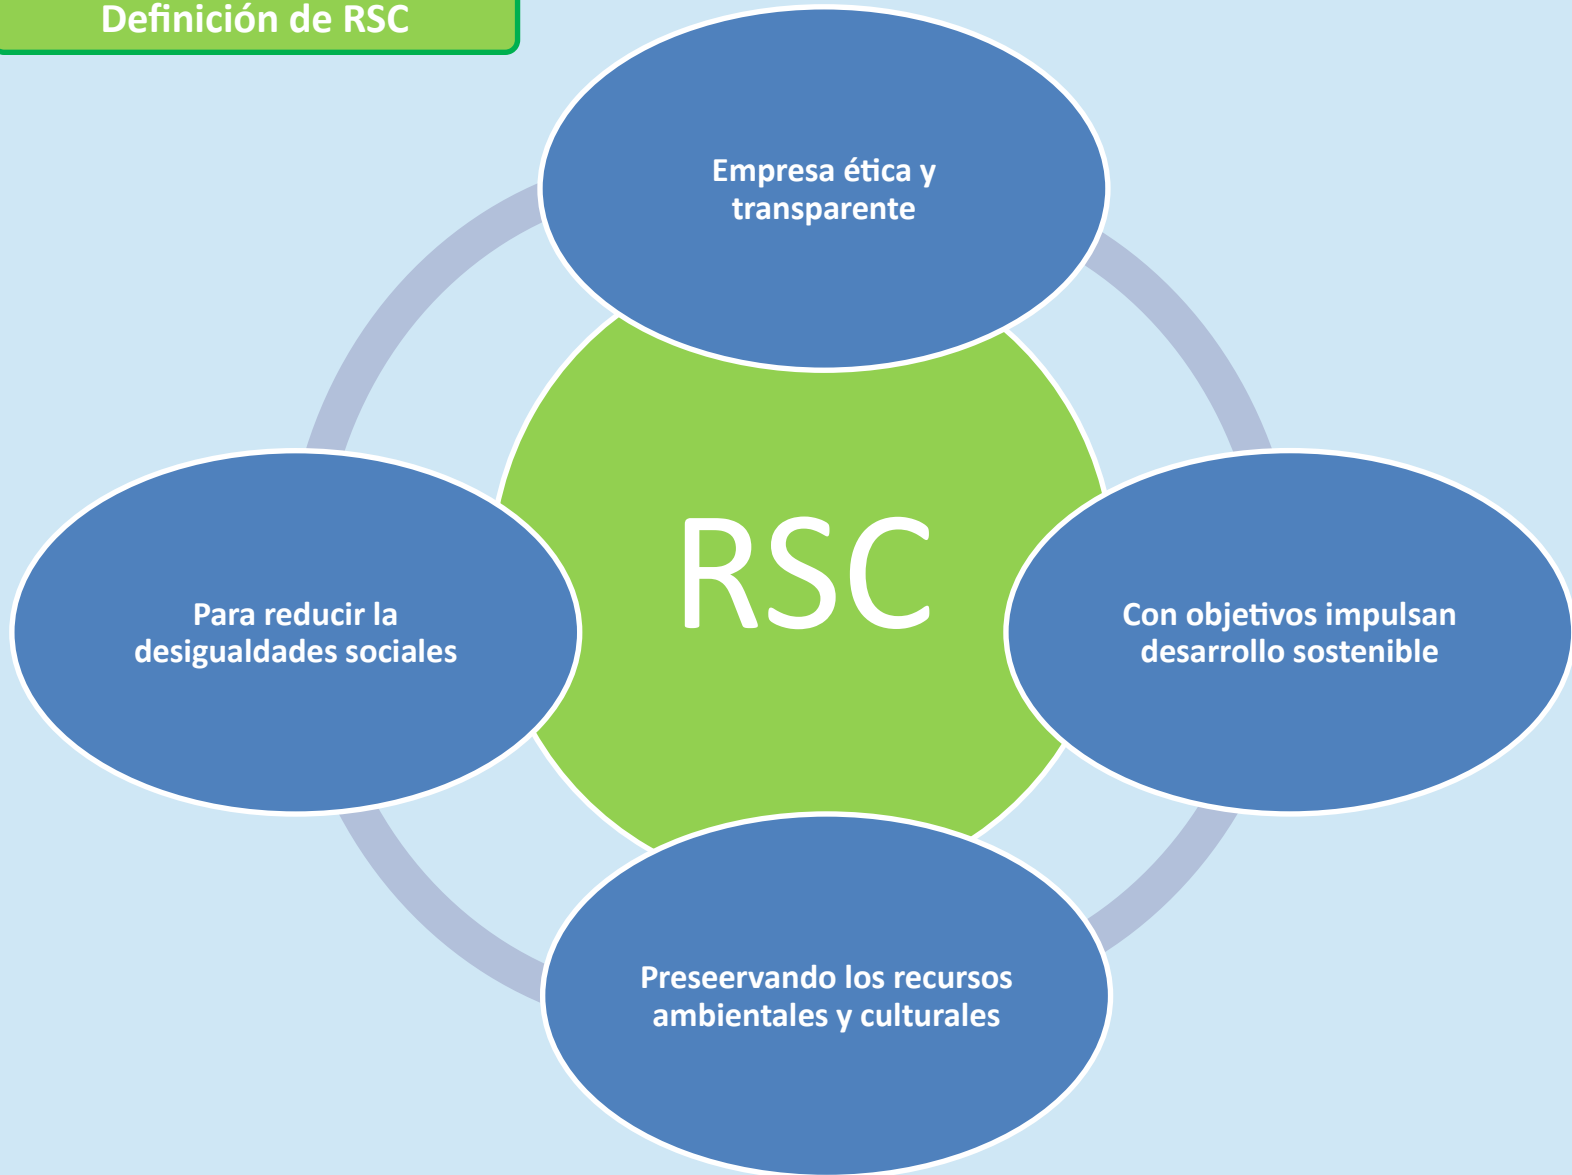 Definición de RSC
Empresa ética y
transparente
RSC
Para reducir la
desigualdades sociales
Con objetivos impulsan
desarrollo sostenible
Preseervando los recursos
ambientales y culturales